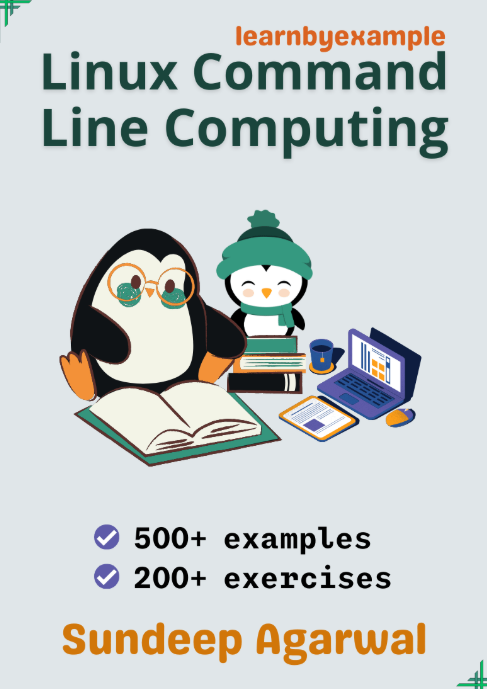 learnbyexample
Linux Command
Line Computing
500+ examples
200+ exercises
Sundeep Agarwal